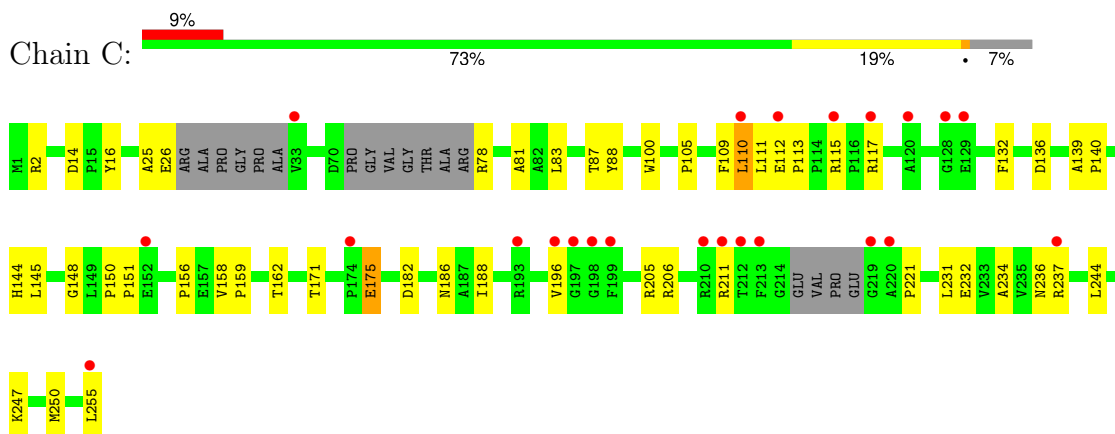 9%
Chain C:
73% 19% • 7%
M1 R2 D14 P15 Y16 A25 E26 ARG ALA PRO GLY PRO ALA V33 D70 PRO GLY VAL GLY THR ALA ARG R78 A81 A82 L83 T87 Y88 W100 P105 F109 L110 L111 E112 P113 P114 R115 P116 R117 A120 G128 E129 F132 D136 A139 P140
H144 L145 G148 L149 P150 P151 E152 P156 E157 V158 P159 T162 T171 P174 E175 D182 N186 A187 I188 R193 V196 G197 G198 F199 R205 R206 R210 R211 T212 F213 G214 GLU VAL PRO GLU G219 A220 P221 L231 E232 V233 A234 V235 N236 R237 L244
K247 M250 L255